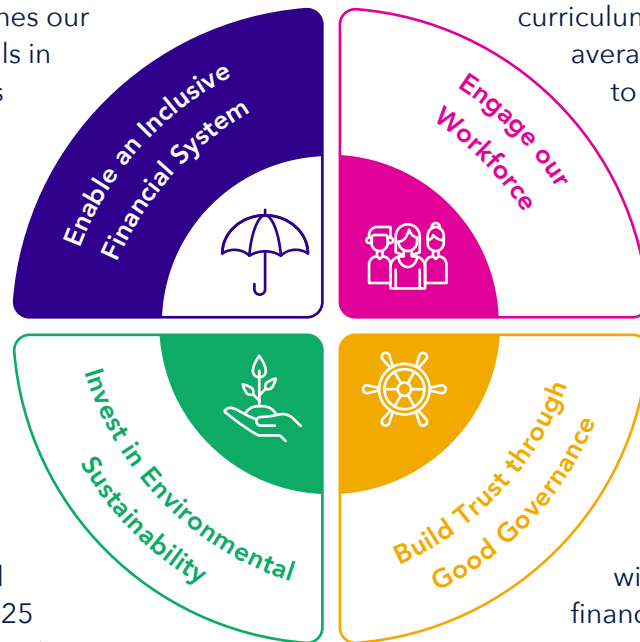 nes our
ls in
s
curriculum
avera
to
Enable an Inclusive
Financial System
Engage our
Workforce
Invest in Environmental
Sustainability
Build Trust through
Good Governance
25
wi
financ